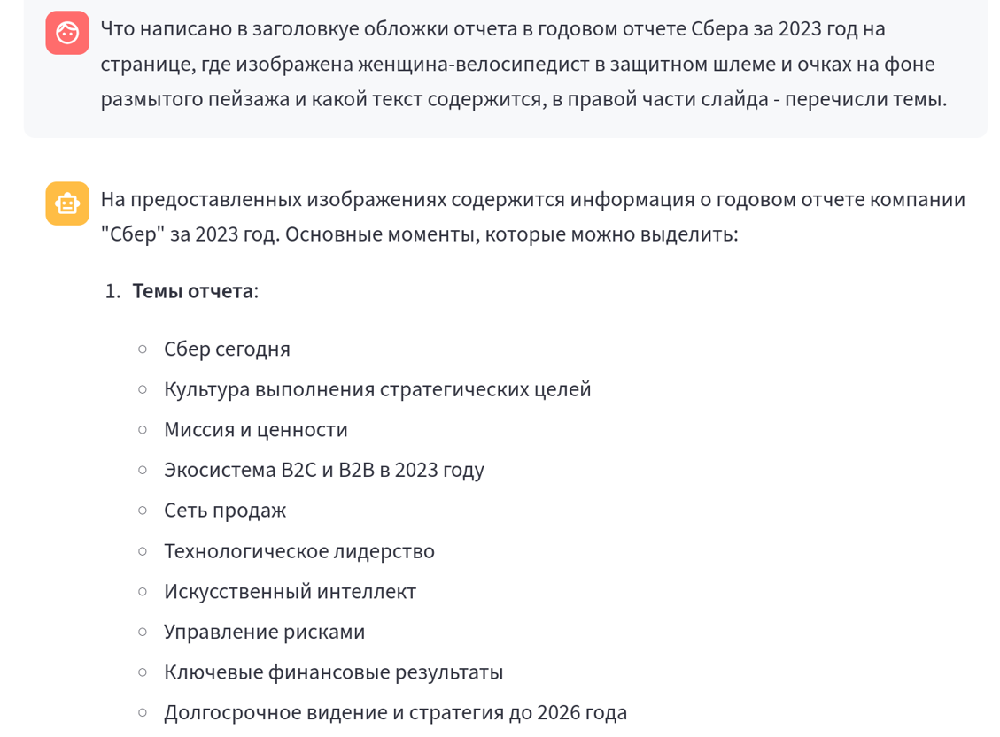 Что написано в заголовкуе обложки отчета в годовом отчете Сбера за 2023 год на
странице, где изображена женщина-велосипедист в защитном шлеме и очках на фоне
размытого пейзажа и какой текст содержится, в правой части слайда - перечисли темы.
На предоставленных изображениях содержится информация о годовом отчете компании
"Сбер" за 2023 год. Основные моменты, которые можно выделить:
1. Темы отчета:
○ Сбер сегодня
○ Культура выполнения стратегических целей
○ Миссия и ценности
○ Экосистема B2C и B2B в 2023 году
○ Сеть продаж
○ Технологическое лидерство
○ Искусственный интеллект
○ Управление рисками
○ Ключевые финансовые результаты
○ Долгосрочное видение и стратегия до 2026 года